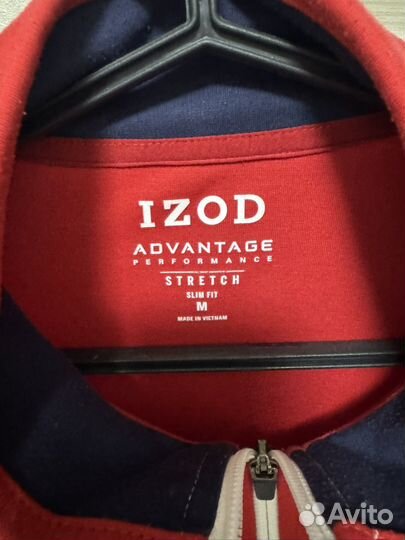 IZOD
ADVANTAGE
PERFORMANCE
STRETCH
SLIM FIT
M
MADE IN VIETNAM
Avito